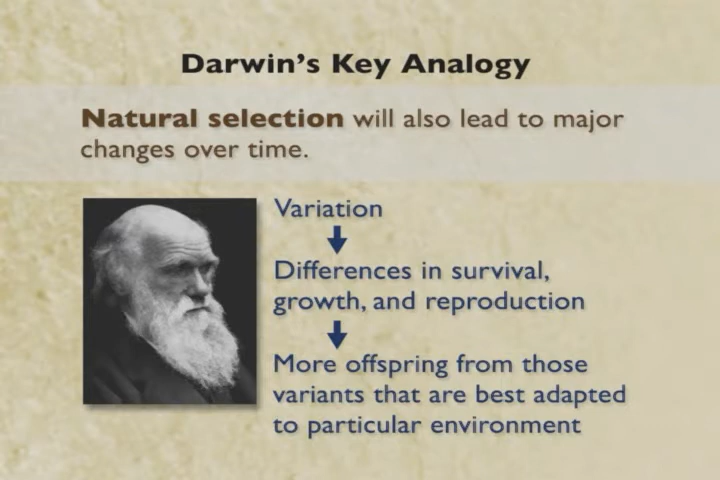 Darwin’s Key Analogy
Natural selection will also lead to major
changes over time.
Variation
Differences in survival,
growth, and reproduction
More offspring from those
variants that are best adapted
to particular environment